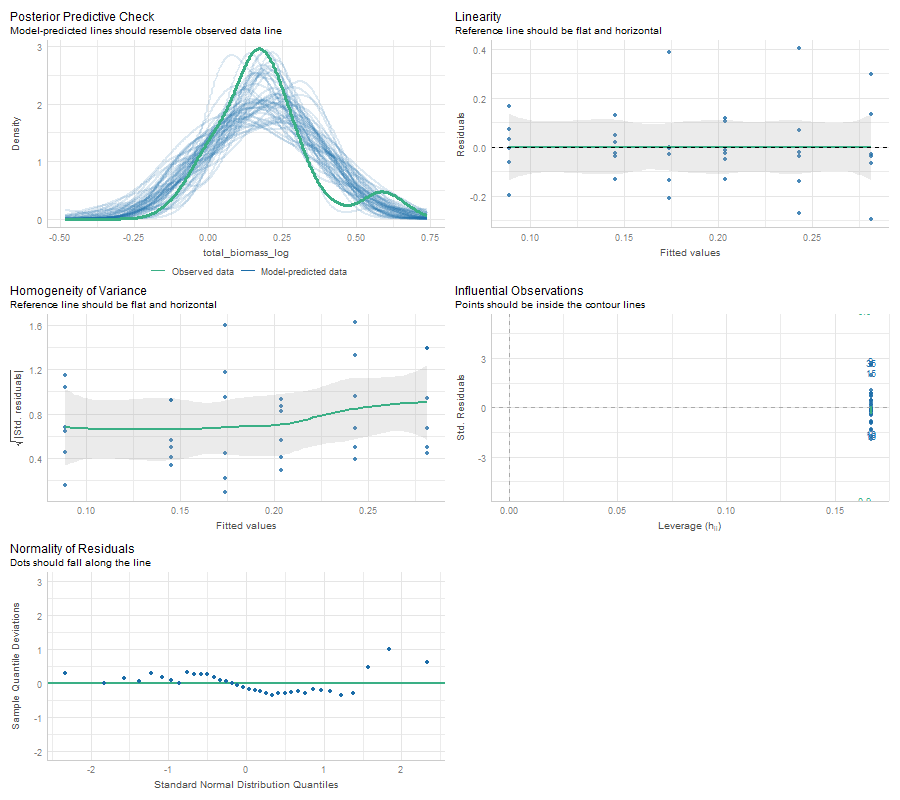 Posterior Predictive Check
Model-predicted lines should resemble observed data line
3
2
1
0
Density
-0.50
-0.25
0.00
0.25
0.50
0.75
total_biomass_log
Observed data
Model-predicted data
Linearity
Reference line should be flat and horizontal
0.4
0.2
0.0
-0.2
Residuals
0.10
0.15
0.20
0.25
Fitted values
Homogeneity of Variance
Reference line should be flat and horizontal
1.6
1.2
0.8
0.4
√|Std. residuals|
0.10
0.15
0.20
0.25
Fitted values
Influential Observations
Points should be inside the contour lines
3
0
-3
Std. Residuals
0.00
0.05
0.10
0.15
Leverage (hii)
Normality of Residuals
Dots should fall along the line
3
2
1
0
-1
-2
Sample Quantile Deviations
-2
-1
0
1
2
Standard Normal Distribution Quantiles